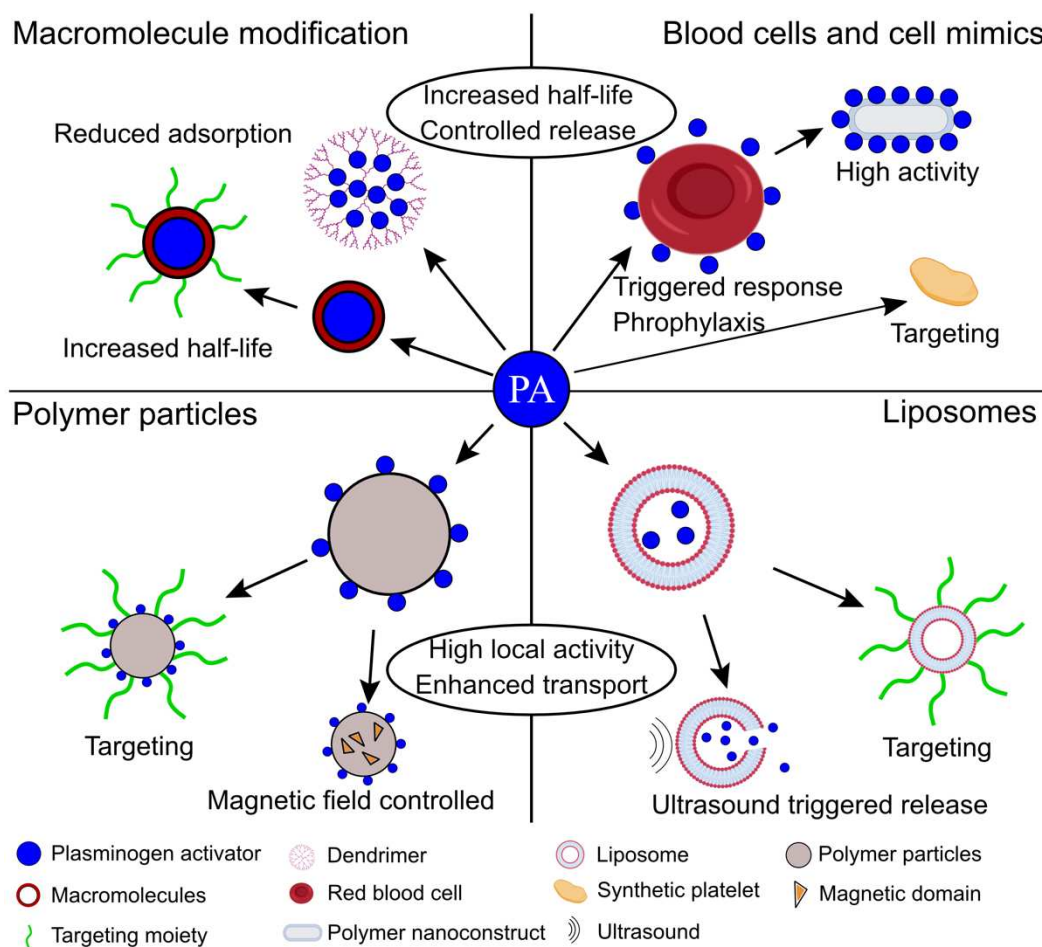 Macromolecule modification
Blood cells and cell mimics
Increased half-life
Controlled release
Reduced adsorption
High activity
Triggered response
Phrophylaxis
Increased half-life
Targeting
PA
Polymer particles
Liposomes
High local activity
Enhanced transport
Targeting
Targeting
Magnetic field controlled
Ultrasound triggered release
Plasminogen activator
Dendrimer
Liposome
Polymer particles
Macromolecules
Red blood cell
Synthetic platelet
Magnetic domain
Targeting moiety
Polymer nanoconstruct
Ultrasound